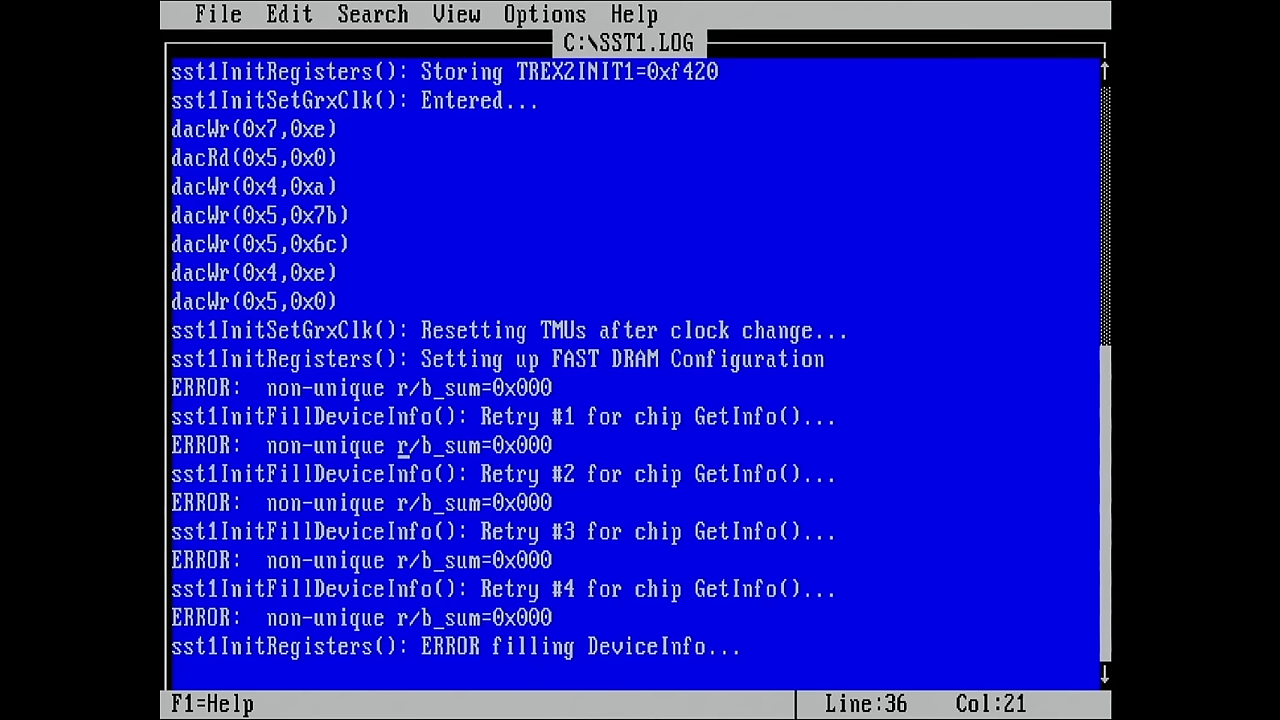 File Edit Search View Options Help
C:\SST1.LOG
sst1InitRegisters(): Storing TREX2INIT1=0xf420
sst1InitSetGrxClk(): Entered...
dacWr(0x7,0xe)
dacRd(0x5,0x0)
dacWr(0x4,0xa)
dacWr(0x5,0x7b)
dacWr(0x5,0x6c)
dacWr(0x4,0xe)
dacWr(0x5,0x0)
sst1InitSetGrxClk(): Resetting TMUs after clock change...
sst1InitRegisters(): Setting up FAST DRAM Configuration
ERROR:  non-unique r/b_sum=0x000
sst1InitFillDeviceInfo(): Retry #1 for chip GetInfo()...
ERROR:  non-unique r/b_sum=0x000
sst1InitFillDeviceInfo(): Retry #2 for chip GetInfo()...
ERROR:  non-unique r/b_sum=0x000
sst1InitFillDeviceInfo(): Retry #3 for chip GetInfo()...
ERROR:  non-unique r/b_sum=0x000
sst1InitFillDeviceInfo(): Retry #4 for chip GetInfo()...
ERROR:  non-unique r/b_sum=0x000
sst1InitRegisters(): ERROR filling DeviceInfo...
F1=Help Line:36 Col:21